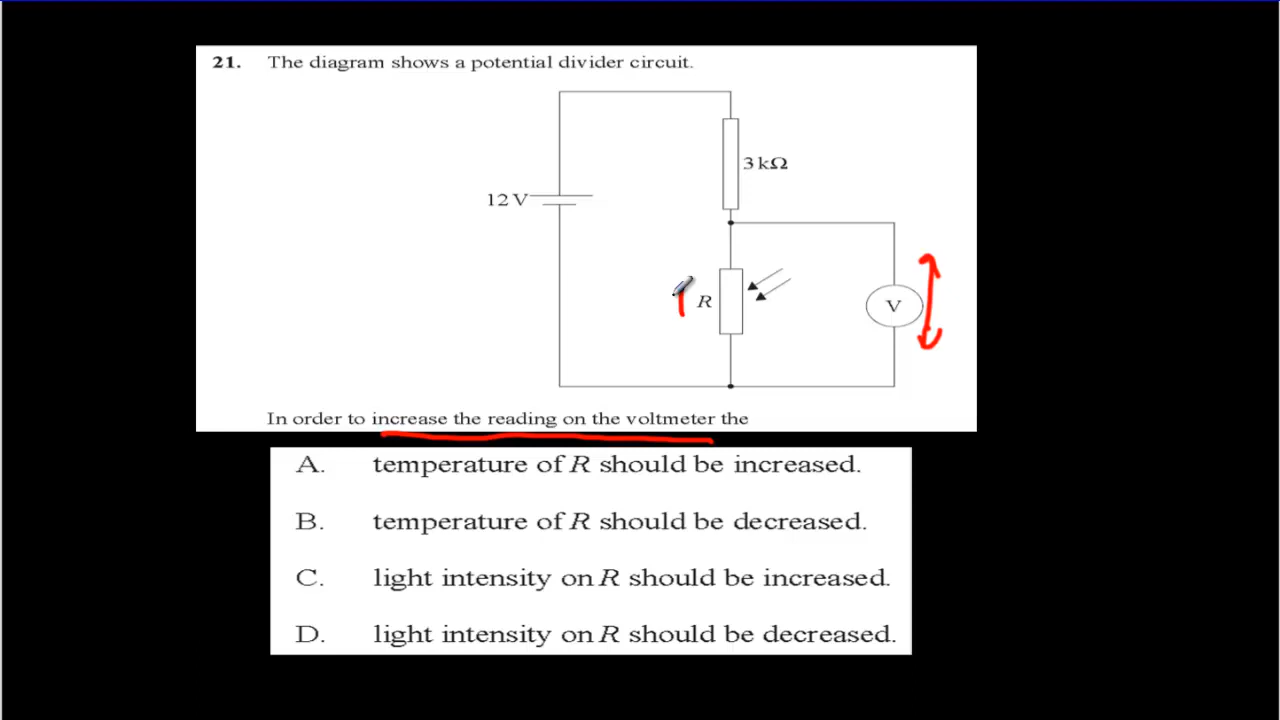 21. The diagram shows a potential divider circuit.
3 kΩ
12 V
R
V
In order to increase the reading on the voltmeter the
A. temperature of R should be increased.
B. temperature of R should be decreased.
C. light intensity on R should be increased.
D. light intensity on R should be decreased.